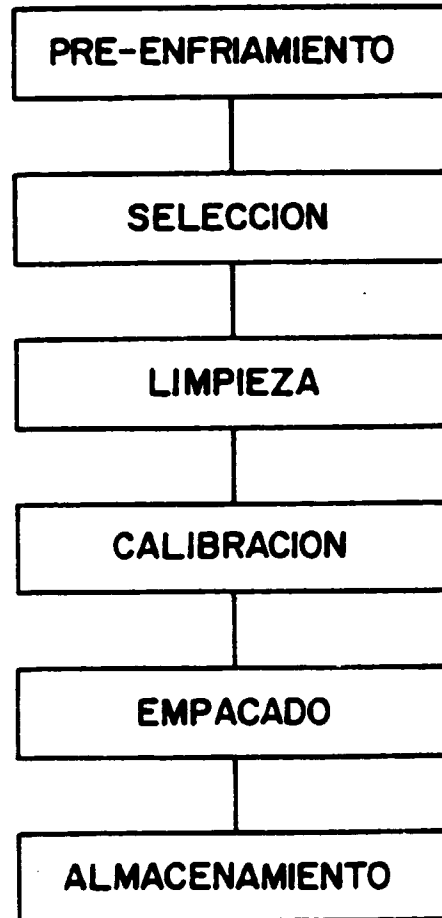 PRE-ENFRIAMIENTO
SELECCION
LIMPIEZA
CALIBRACION
EMPACADO
ALMACENAMIENTO